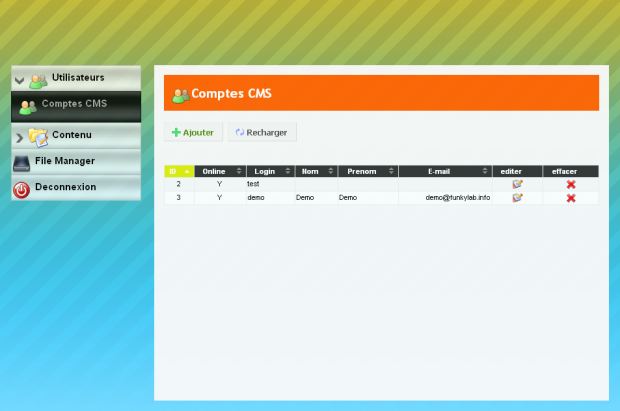 Utilisateurs
Comptes CMS
Contenu
File Manager
Deconnexion
Comptes CMS
Ajouter Recharger
ID Online Login Nom Prenom E-mail editer effacer
2 Y test
3 Y demo Demo Demo demo@funkylab.info